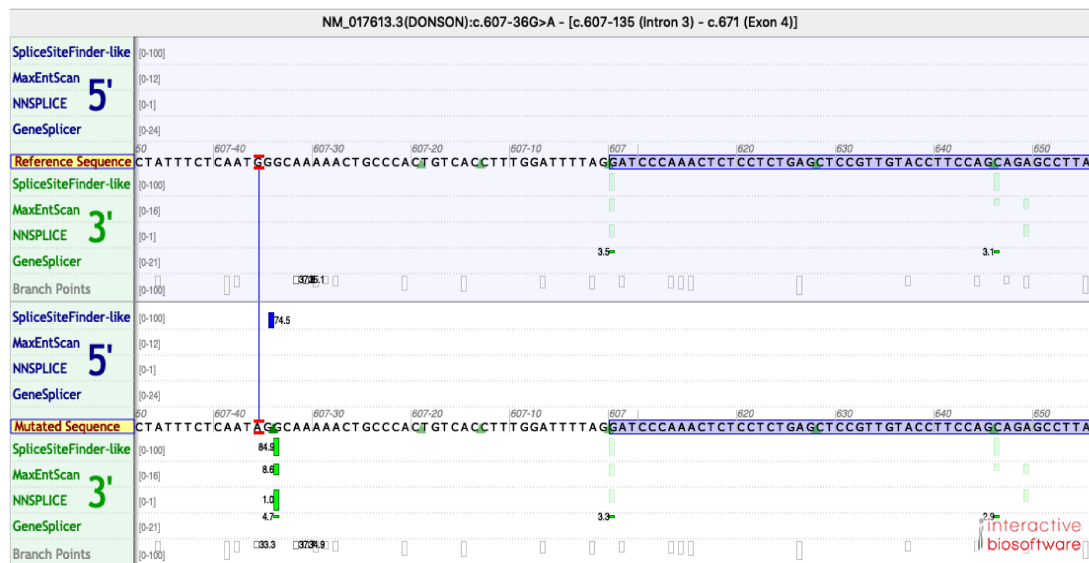 NM_017613.3(DONSON):c.607-36G>A - [c.607-135 (Intron 3) - c.671 (Exon 4)]
SpliceSiteFinder-like [0-100]
MaxEntScan [0-12]
5'
NNSPLICE [0-1]
GeneSplicer [0-24]
50 607-40 607-30 607-20 607-10 607 620 630 640 650
Reference Sequence CTATTTCTCAATGGGCAAAAACTGCCCACTGTCACCTTTGGATTTTAGGATCCCAAACTCTCCTCTGAGCTCCGTTGTACCTTCCAGCAGAGCCTTA
SpliceSiteFinder-like [0-100]
MaxEntScan [0-16]
3'
NNSPLICE [0-1]
3.5 3.1
GeneSplicer [0-21]
Branch Points [0-100]
SpliceSiteFinder-like [0-100] 74.5
MaxEntScan [0-12]
5'
NNSPLICE [0-1]
GeneSplicer [0-24]
50 607-40 607-30 607-20 607-10 607 620 630 640 650
Mutated Sequence CTATTTCTCAATAGGCAAAAACTGCCCACTGTCACCTTTGGATTTTAGGATCCCAAACTCTCCTCTGAGCTCCGTTGTACCTTCCAGCAGAGCCTTA
SpliceSiteFinder-like [0-100] 84.9
MaxEntScan [0-16] 8.6
3'
NNSPLICE [0-1] 1.0
4.7 3.3 2.9
GeneSplicer [0-21]
interactive
biosoftware
Branch Points [0-100] 33.3